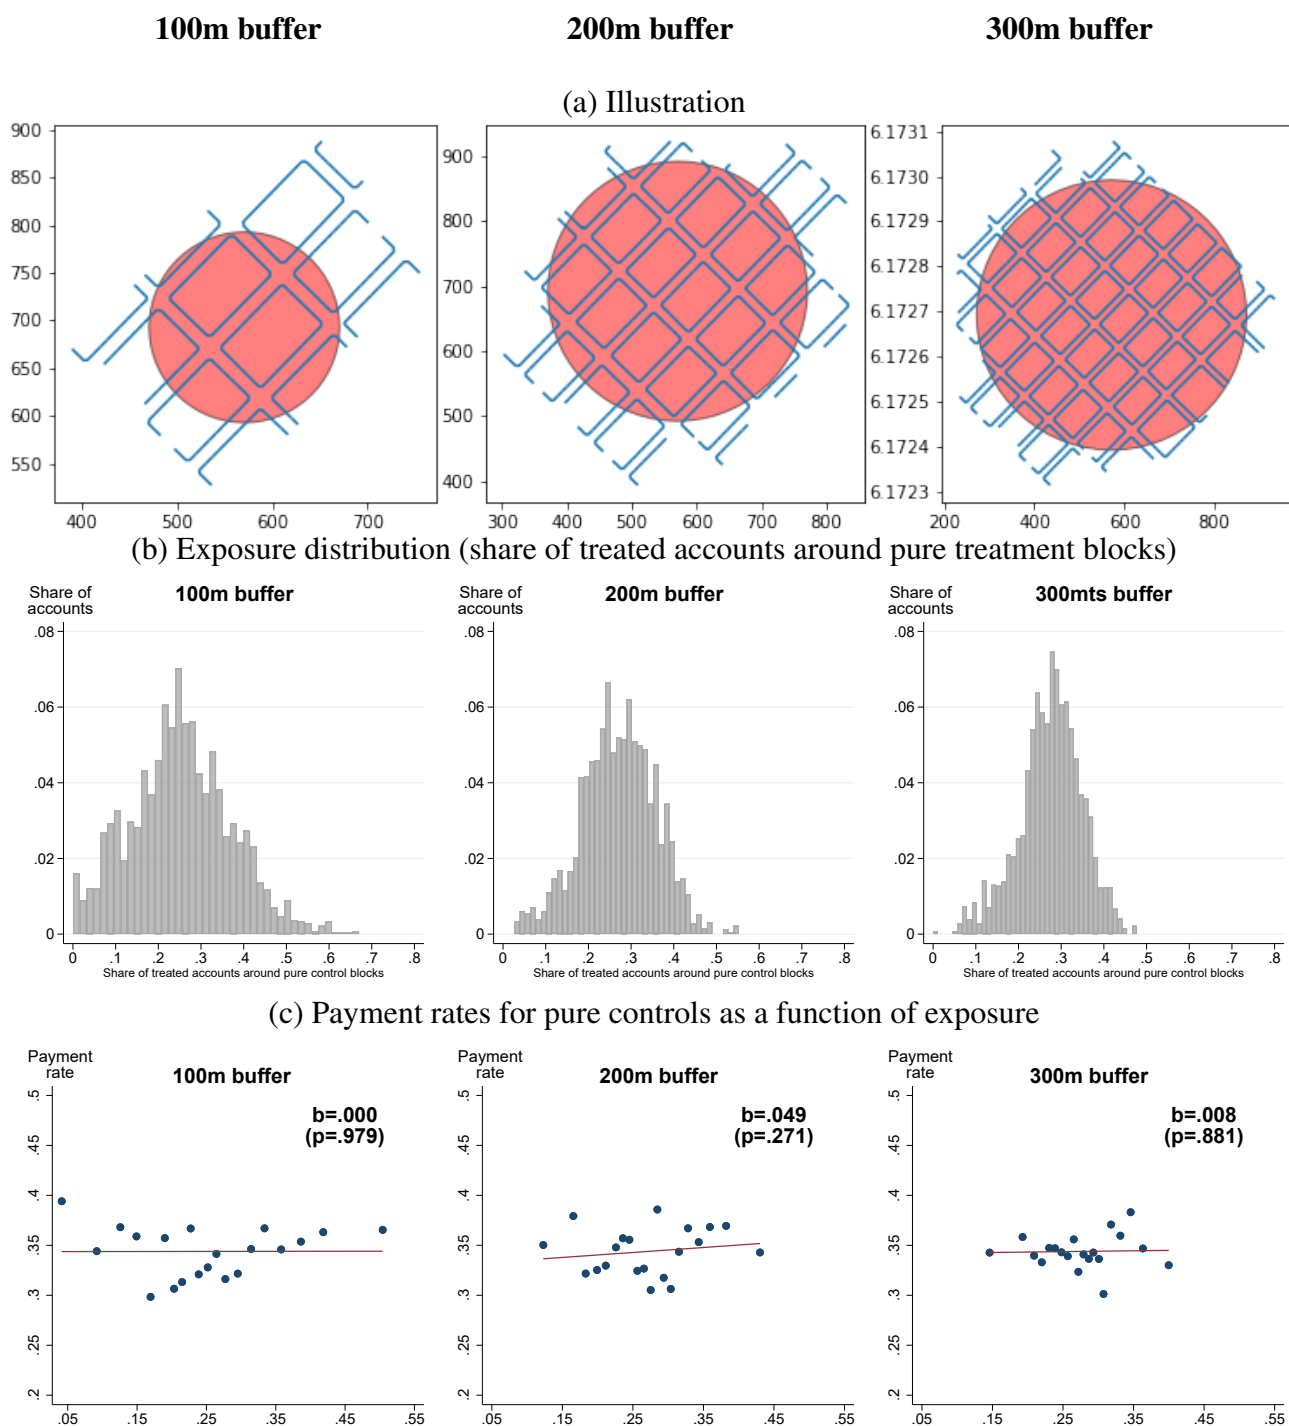 100m buffer 200m buffer 300m buffer
(a) Illustration
900
850
800
750
700
650
600
550
400 500 600 700
900
800
700
600
500
400
300 400 500 600 700 800
6.1731
6.1730
6.1729
6.1728
6.1727
6.1726
6.1725
6.1724
6.1723
200 400 600 800
(b) Exposure distribution (share of treated accounts around pure treatment blocks)
Share of
accounts
100m buffer
.08
.06
.04
.02
0
0 .1 .2 .3 .4 .5 .6 .7 .8
Share of treated accounts around pure control blocks
Share of
accounts
200m buffer
.08
.06
.04
.02
0
0 .1 .2 .3 .4 .5 .6 .7 .8
Share of treated accounts around pure control blocks
Share of
accounts
300mts buffer
.08
.06
.04
.02
0
0 .1 .2 .3 .4 .5 .6 .7 .8
Share of treated accounts around pure control blocks
(c) Payment rates for pure controls as a function of exposure
Payment
rate
100m buffer
b=.000
(p=.979)
.5
.45
.4
.35
.3
.25
.2
.05 .15 .25 .35 .45 .55
Payment
rate
200m buffer
b=.049
(p=.271)
.5
.45
.4
.35
.3
.25
.2
.05 .15 .25 .35 .45 .55
Payment
rate
300m buffer
b=.008
(p=.881)
.5
.45
.4
.35
.3
.25
.2
.05 .15 .25 .35 .45 .55